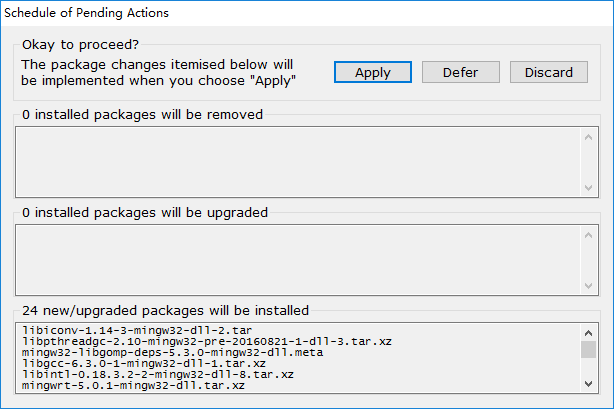 Schedule of Pending Actions
Okay to proceed?
The package changes itemised below will
be implemented when you choose "Apply"
Apply
Defer
Discard
0 installed packages will be removed
0 installed packages will be upgraded
24 new/upgraded packages will be installed
libiconv-1.14-3-mingw32-dll-2.tar
libpthreadgc-2.10-mingw32-pre-20160821-1-dll-3.tar.xz
mingw32-libgomp-deps-5.3.0-mingw32-dll.meta
libgcc-6.3.0-1-mingw32-dll-1.tar.xz
libintl-0.18.3.2-2-mingw32-dll-8.tar.xz
mingwrt-5.0.1-mingw32-dll.tar.xz